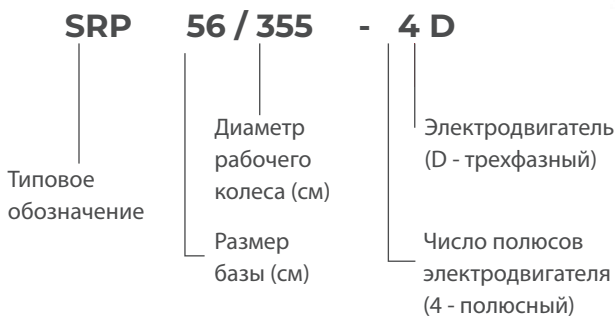 SRP 56 / 355 - 4 D
Диаметр
рабочего
колеса (см)
Электродвигатель
(D - трехфазный)
Типовое
обозначение
Размер
базы (см)
Число полюсов
электродвигателя
(4 - полюсный)